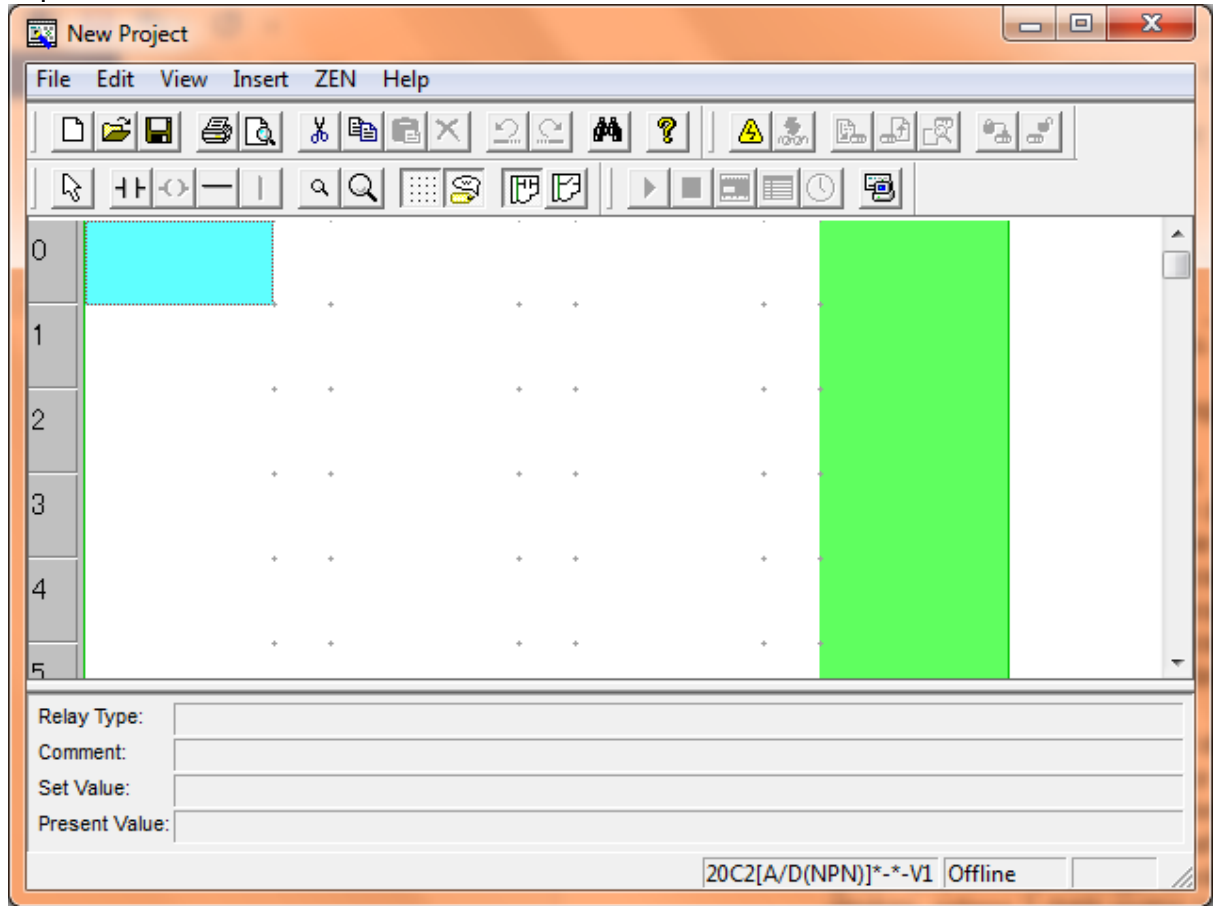 New Project
File Edit View Insert ZEN Help
0
1
2
3
4
5
Relay Type:
Comment:
Set Value:
Present Value:
20C2[A/D(NPN)]*-*-V1 Offline